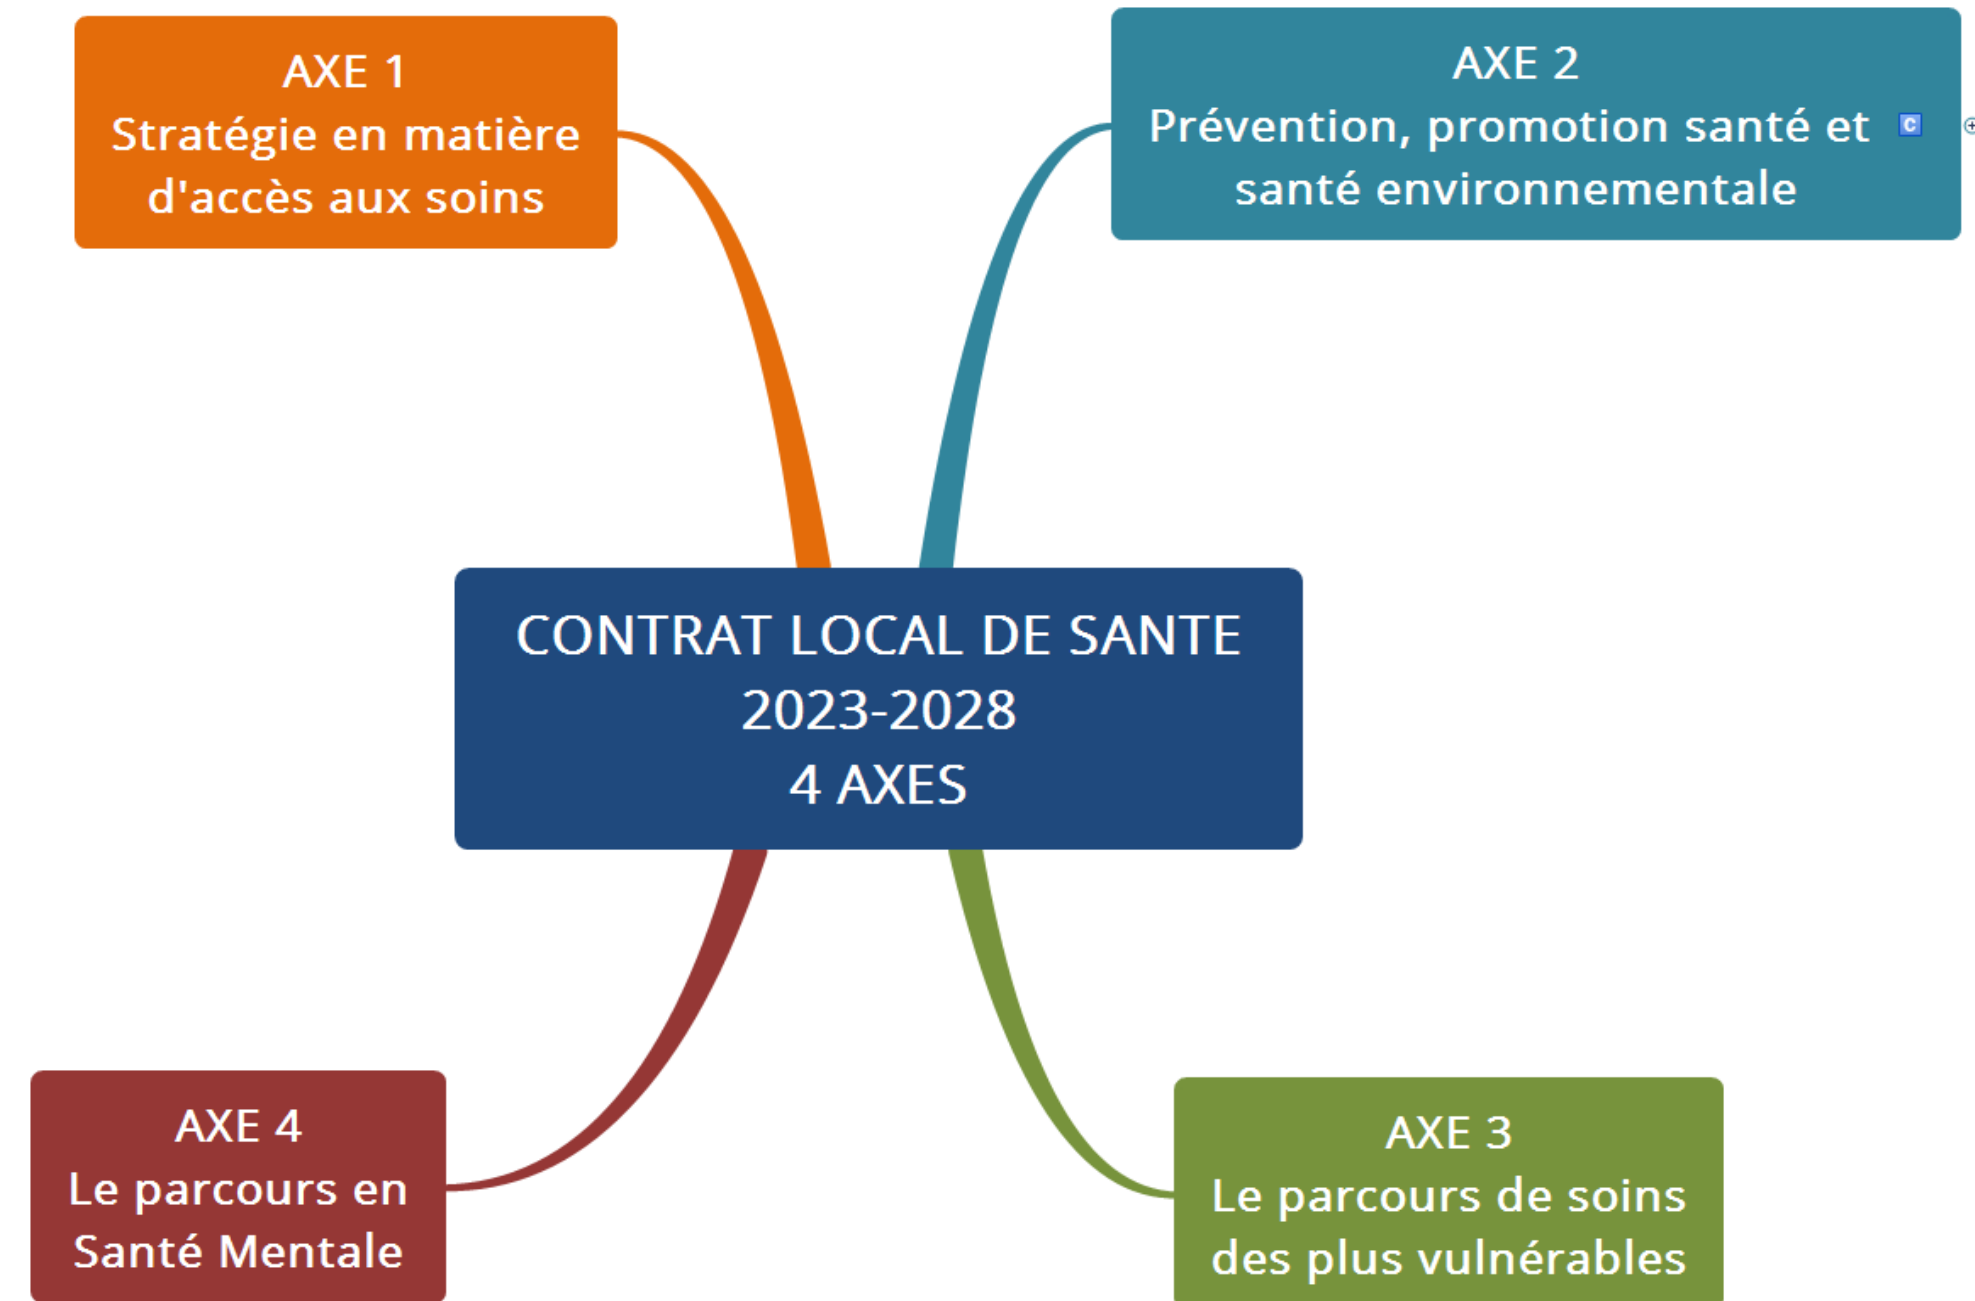 AXE 1
Stratégie en matière
d'accès aux soins
AXE 2
Prévention, promotion santé et
C
santé environnementale
CONTRAT LOCAL DE SANTE
2023-2028
4 AXES
AXE 4
Le parcours en
Santé Mentale
AXE 3
Le parcours de soins
des plus vulnérables